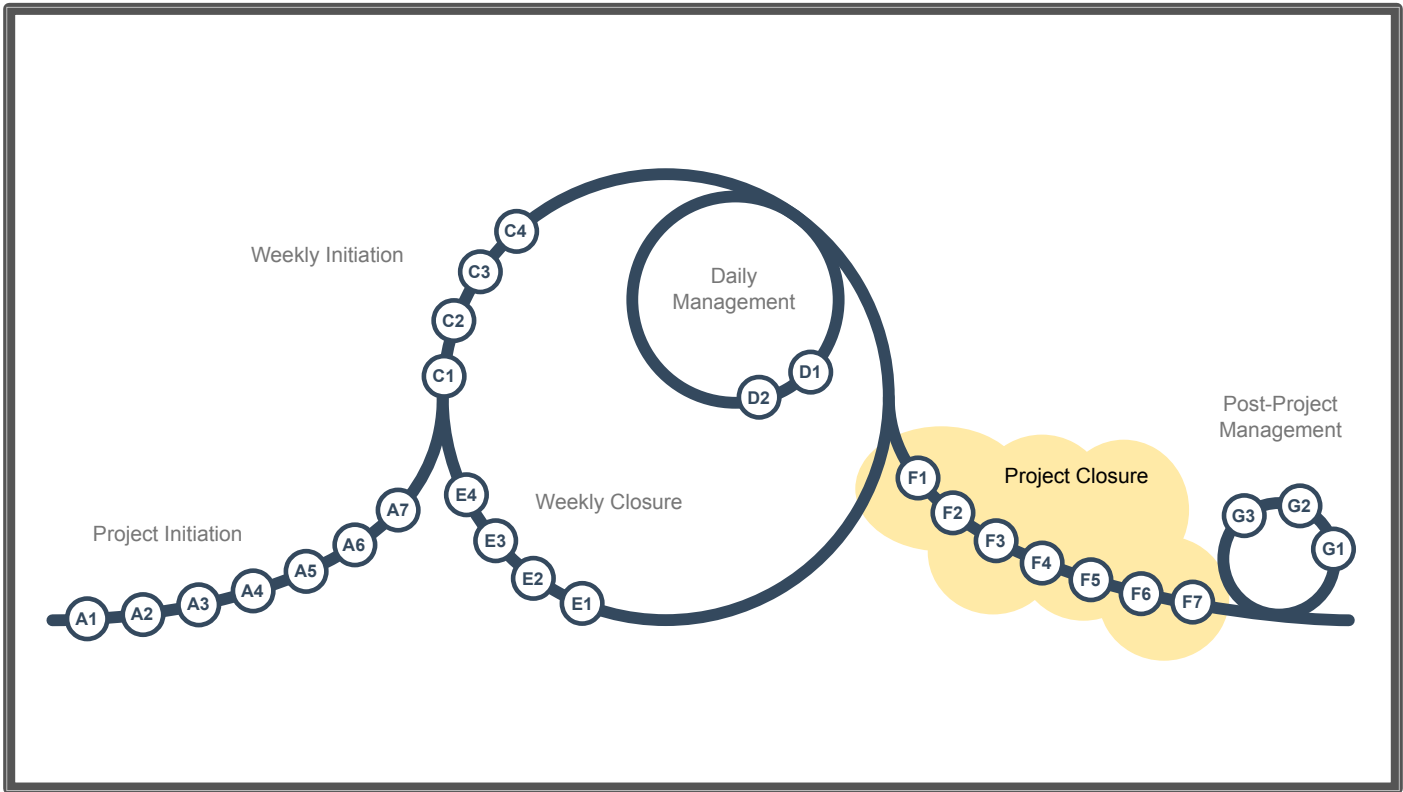 Weekly Initiation
C4
C3
C2
C1
Daily
Management
D1
D2
Project Initiation
A1
A2
A3
A4
A5
A6
A7
Weekly Closure
E4
E3
E2
E1
Project Closure
F1
F2
F3
F4
F5
F6
F7
Post-Project
Management
G3
G2
G1